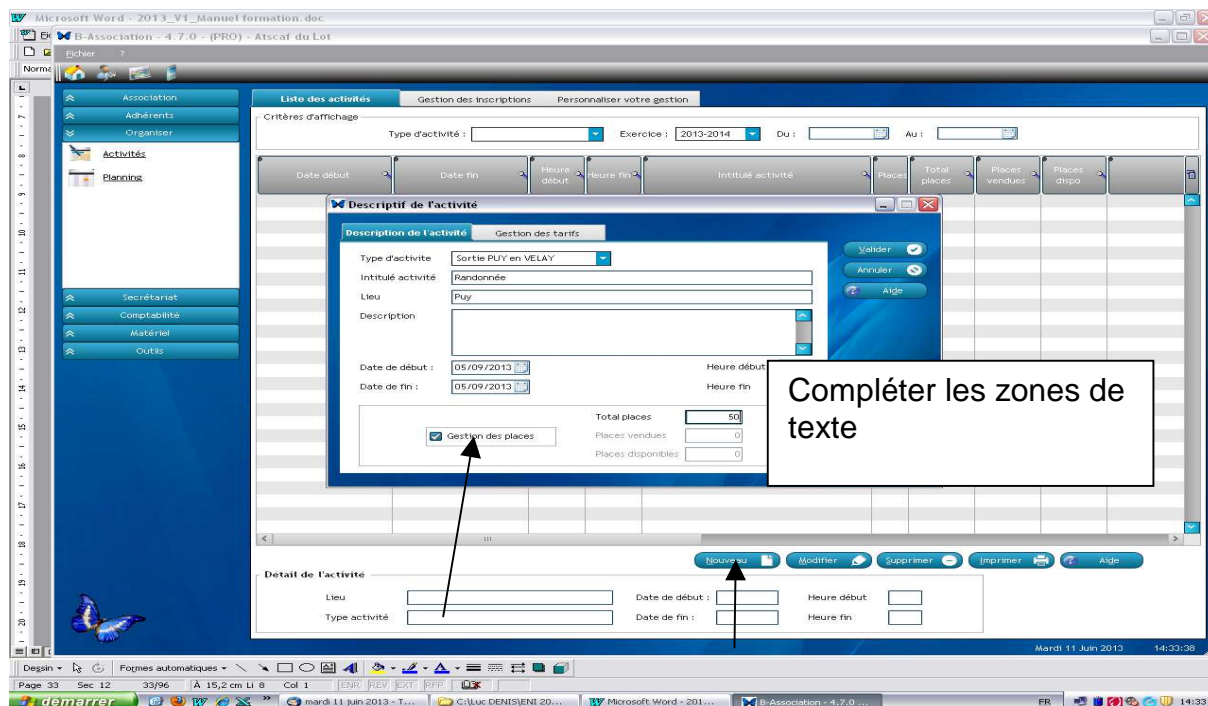 Microsoft Word - 2013_V1_Manuel formation.doc
B-Association - 4.7.0 - (PRO) - Atscaf du Lot
Fichier ?
Association
Adhérents
Organiser
Activités
Planning
Secrétariat
Comptabilité
Matériel
Outils
Liste des activités Gestion des inscriptions Personnaliser votre gestion
Critères d'affichage
Type d'activité : Exercice : 2013-2014 Du : Au :
Date début Date fin Heure début Heure fin Intitulé activité Places Total places Places vendues Places dispo
Descriptif de l'activité
Description de l'activité Gestion des tarifs
Type d'activite Sortie PUY en VELAY
Intitulé activité Randonnée
Lieu Puy
Description
Date de début : 05/09/2013 Heure début
Date de fin : 05/09/2013 Heure fin
Gestion des places
Total places 50
Places vendues 0
Places disponibles 0
Valider
Annuler
Aide
Compléter les zones de
texte
Nouveau Modifier Supprimer Imprimer Aide
Détail de l'activité
Lieu Date de début : Heure début
Type activité Date de fin : Heure fin
Mardi 11 Juin 2013 14:33:38
Dessin Formes automatiques
Page 33 Sec 12 33/96 À 15,2 cm Li 8 Col 1 ENR REV EXT RFP
démarrer mardi 11 juin 2013 - T... C:\Luc DENIS\ENI 20... Microsoft Word - 201... B-Association - 4.7.0 ... FR 14:33